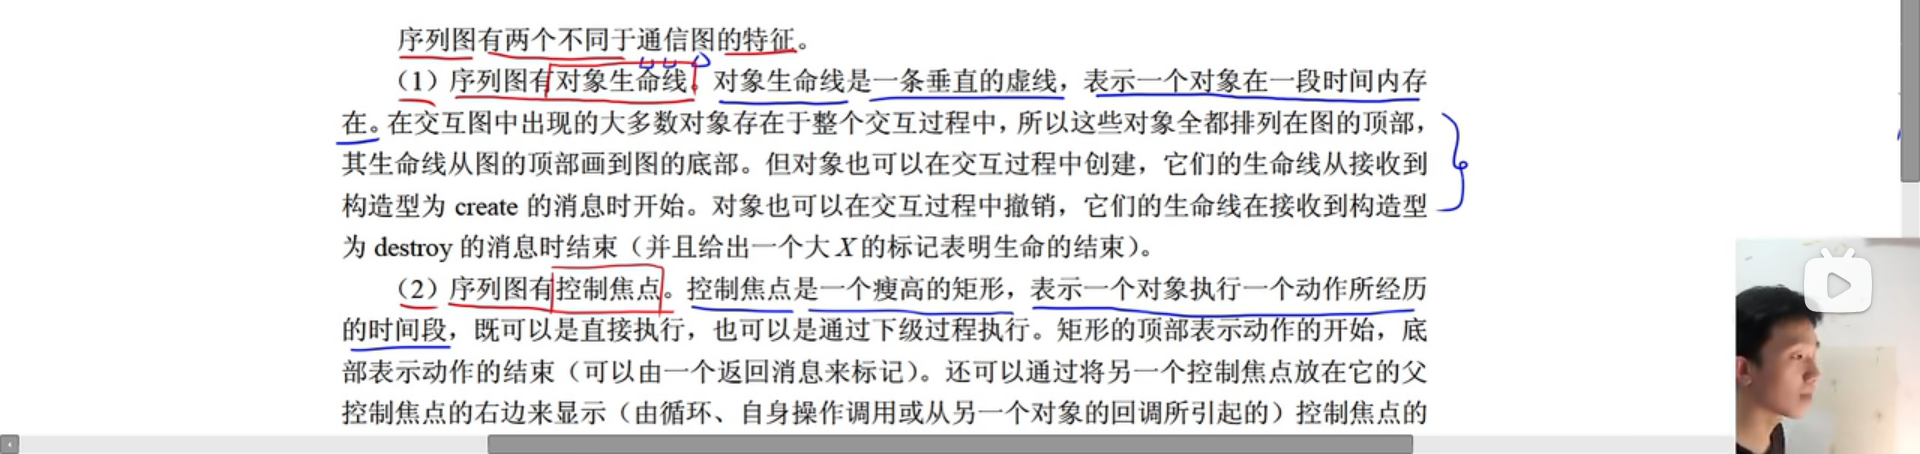 序列图有两个不同于通信图的特征。
（1）序列图有对象生命线。对象生命线是一条垂直的虚线，表示一个对象在一段时间内存
在。在交互图中出现的大多数对象存在于整个交互过程中，所以这些对象全都排列在图的顶部，
其生命线从图的顶部画到图的底部。但对象也可以在交互过程中创建，它们的生命线从接收到
构造型为 create 的消息时开始。对象也可以在交互过程中撤销，它们的生命线在接收到构造型
为 destroy 的消息时结束（并且给出一个大 X 的标记表明生命的结束）。
（2）序列图有控制焦点。控制焦点是一个瘦高的矩形，表示一个对象执行一个动作所经历
的时间段，既可以是直接执行，也可以是通过下级过程执行。矩形的顶部表示动作的开始，底
部表示动作的结束（可以由一个返回消息来标记）。还可以通过将另一个控制焦点放在它的父
控制焦点的右边来显示（由循环、自身操作调用或从另一个对象的回调所引起的）控制焦点的